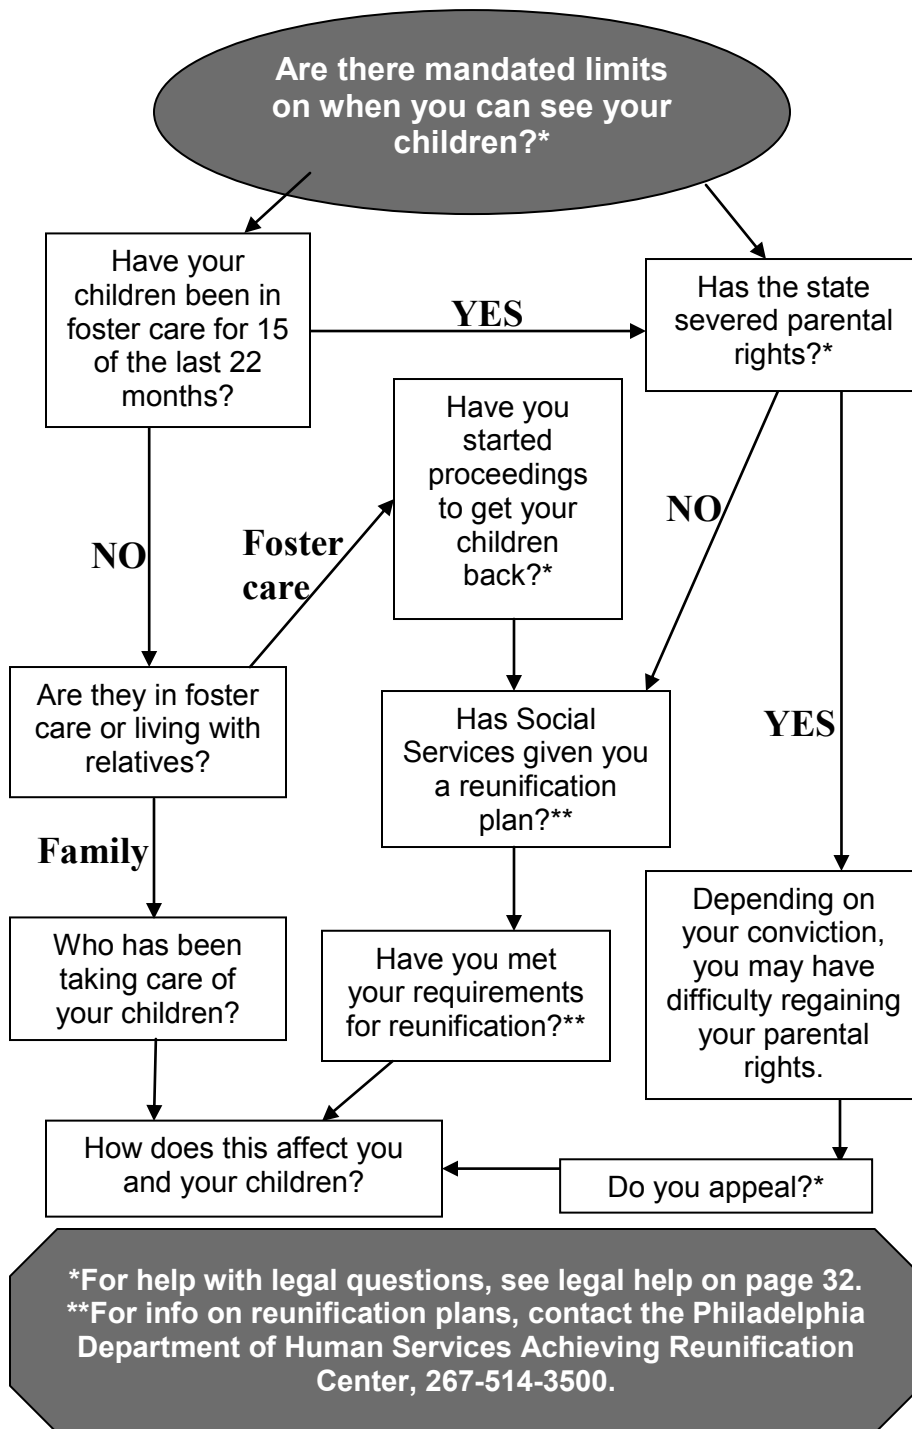 Are there mandated limits
on when you can see your
children?*
Have your
children been in
foster care for 15
of the last 22
months?
YES
Has the state
severed parental
rights?*
Have you
started
proceedings
to get your
children
back?*
NO
Foster
care
NO
Are they in foster
care or living with
relatives?
Has Social
Services given you
a reunification
plan?**
YES
Family
Who has been
taking care of
your children?
Have you met
your requirements
for reunification?**
Depending on
your conviction,
you may have
difficulty regaining
your parental
rights.
How does this affect you
and your children?
Do you appeal?*
*For help with legal questions, see legal help on page 32.
**For info on reunification plans, contact the Philadelphia
Department of Human Services Achieving Reunification
Center, 267-514-3500.